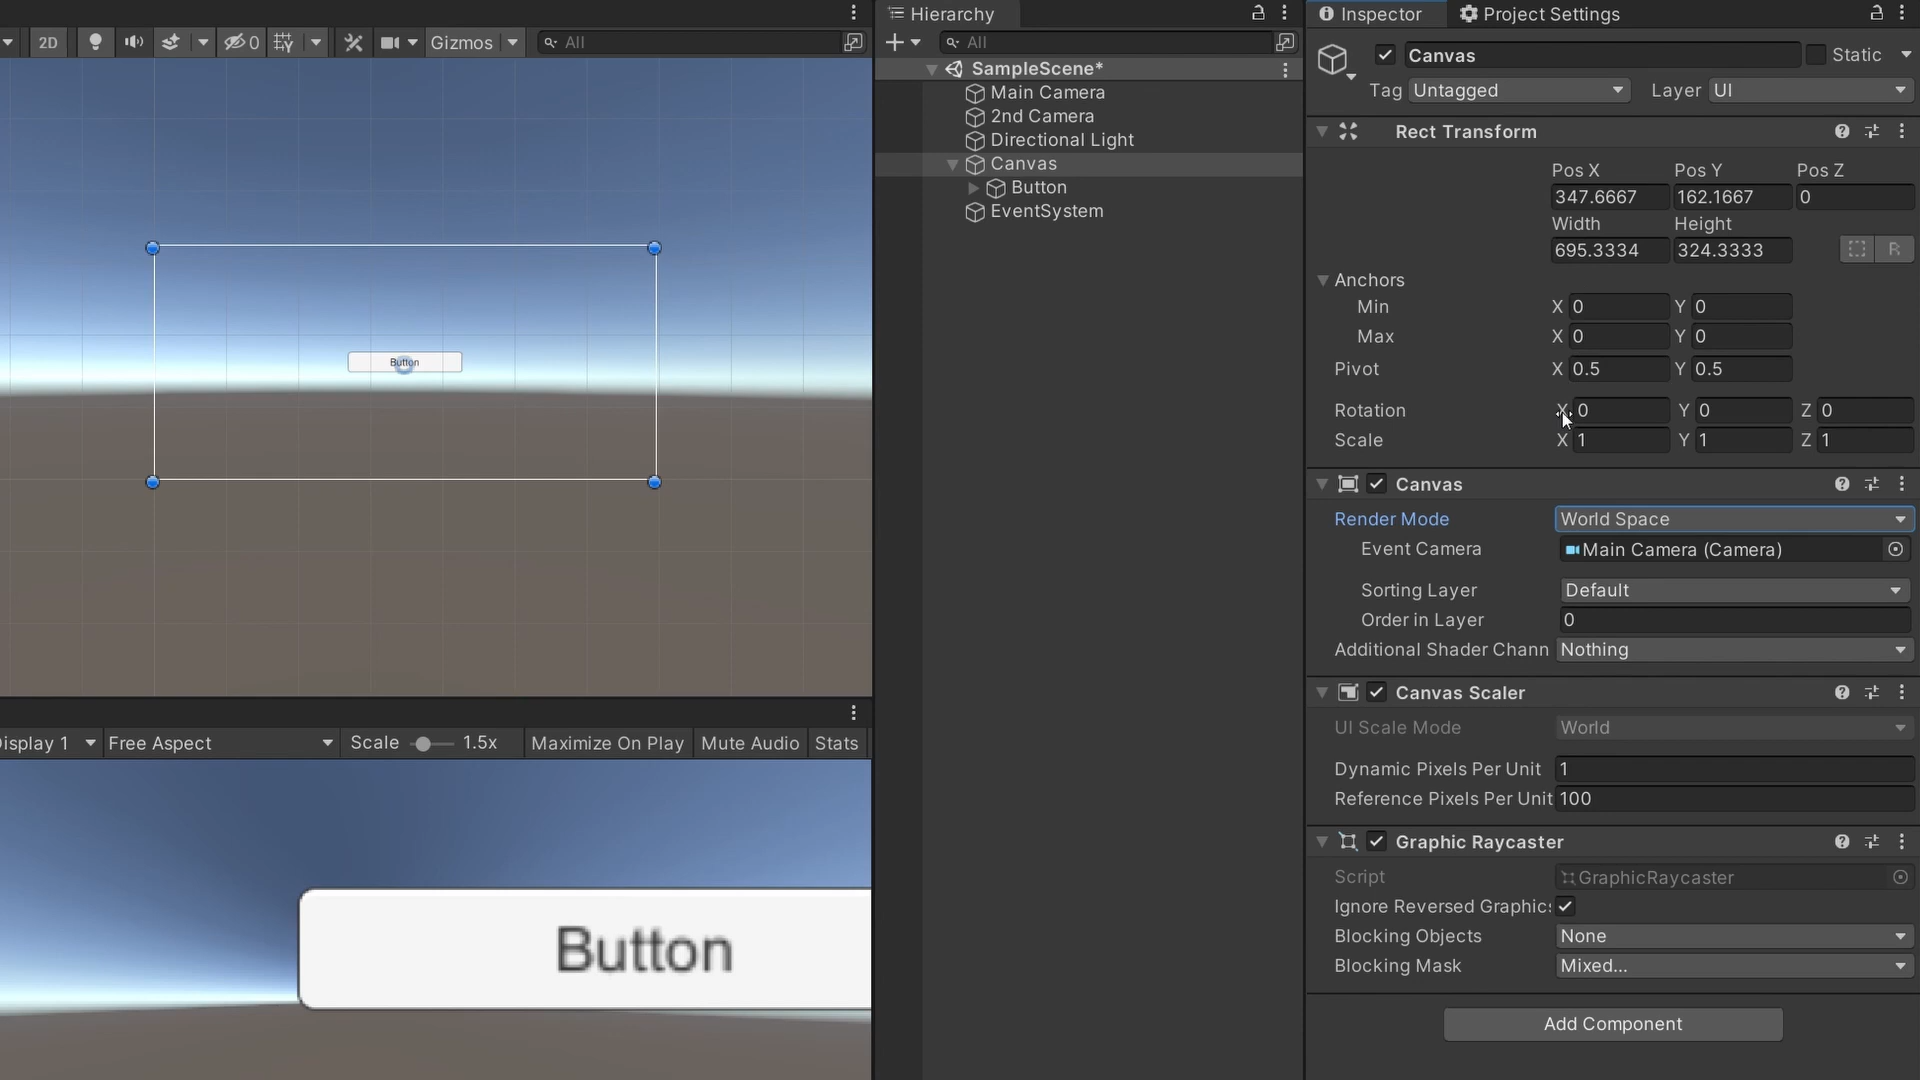 Hierarchy
Inspector
Project Settings
2D
0
Gizmos
All
All
Canvas
Static
Tag
Untagged
Layer
UI
SampleScene*
Main Camera
2nd Camera
Directional Light
Canvas
Button
EventSystem
Rect Transform
Pos X
Pos Y
Pos Z
347.6667
162.1667
0
Width
Height
695.3334
324.3333
R
Anchors
Min
X 0
Y 0
Max
X 0
Y 0
Pivot
X 0.5
Y 0.5
Rotation
X 0
Y 0
Z 0
Scale
X 1
Y 1
Z 1
Button
Canvas
Render Mode
World Space
Event Camera
Main Camera (Camera)
Sorting Layer
Default
Order in Layer
0
Additional Shader Chann
Nothing
Canvas Scaler
UI Scale Mode
World
Dynamic Pixels Per Unit
1
Reference Pixels Per Unit
100
Graphic Raycaster
Script
GraphicRaycaster
Ignore Reversed Graphics
Blocking Objects
None
Blocking Mask
Mixed...
Add Component
isplay 1
Free Aspect
Scale
1.5x
Maximize On Play
Mute Audio
Stats
Button